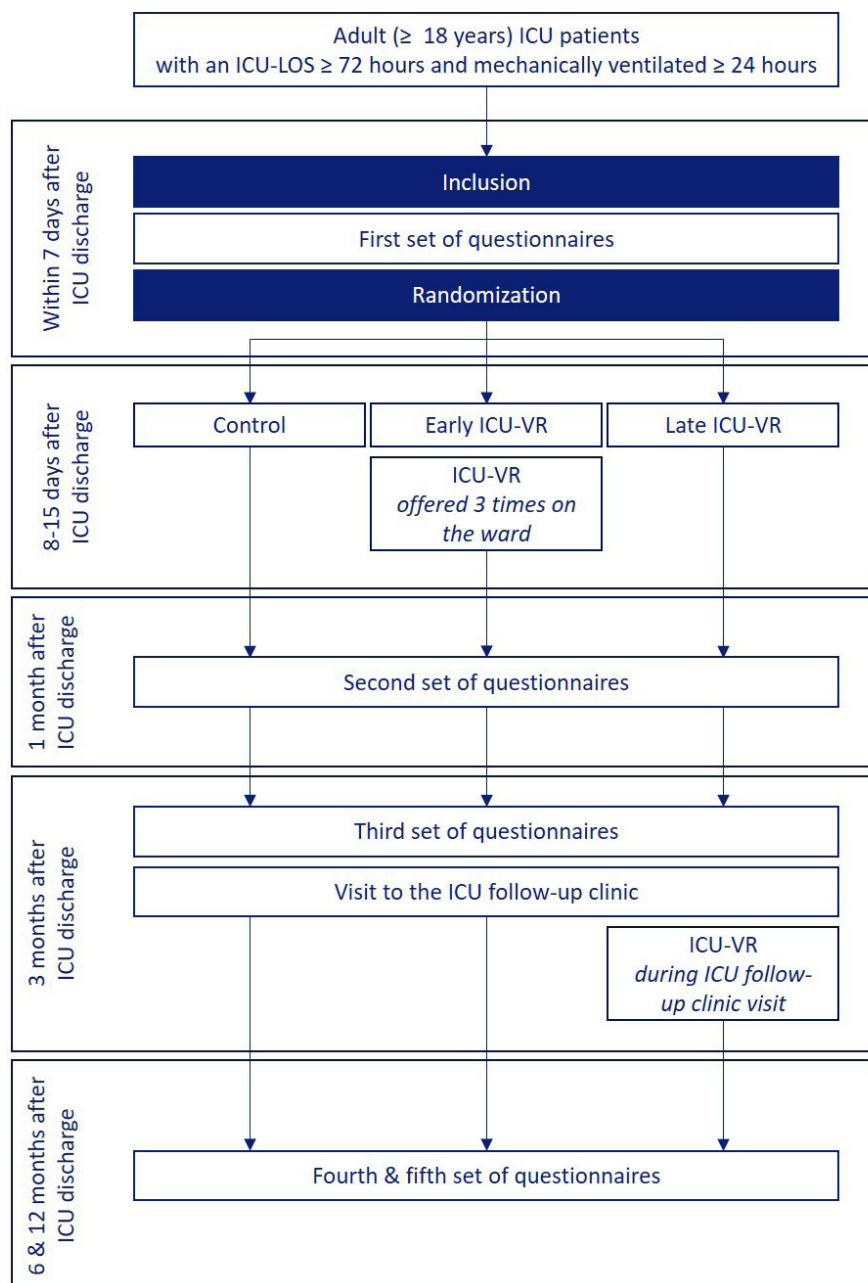 Adult (≥ 18 years) ICU patients
with an ICU-LOS ≥ 72 hours and mechanically ventilated ≥ 24 hours
Within 7 days after
ICU discharge
Inclusion
First set of questionnaires
Randomization
8-15 days after
ICU discharge
Control
Early ICU-VR
Late ICU-VR
ICU-VR
offered 3 times on
the ward
1 month after
ICU discharge
Second set of questionnaires
3 months after
ICU discharge
Third set of questionnaires
Visit to the ICU follow-up clinic
ICU-VR
during ICU follow-
up clinic visit
6 & 12 months after
ICU discharge
Fourth & fifth set of questionnaires